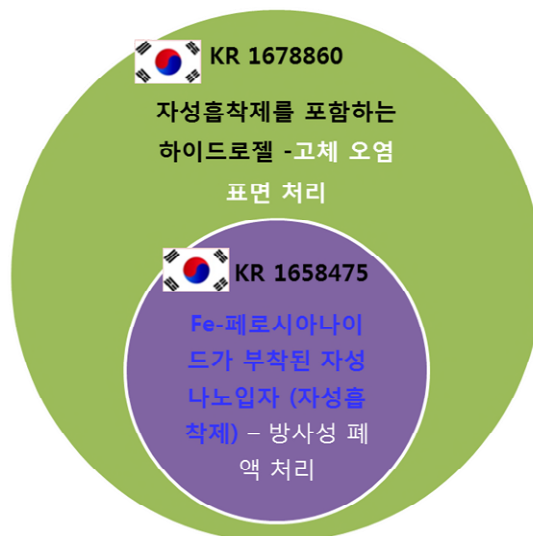 KR 1678860
자성흡착제를 포함하는
하이드로젤 -고체 오염
표면 처리
KR 1658475
Fe-페로시아나이
드가 부착된 자성
나노입자 (자성흡
착제) – 방사성 폐
액 처리